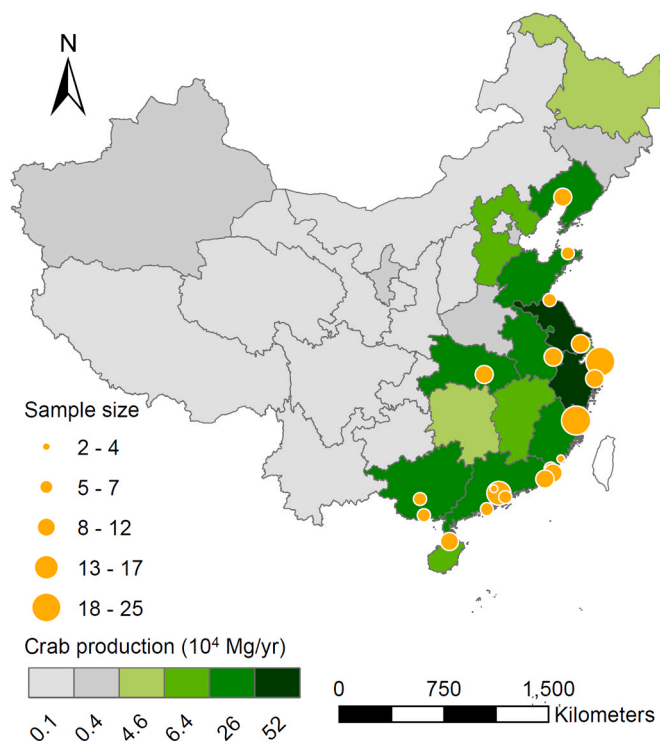 N
Sample size
2 - 4
5 - 7
8 - 12
13 - 17
18 - 25
Crab production (10⁴ Mg/yr)
0.1 0.4 4.6 6.4 26 52
0 750 1,500
Kilometers